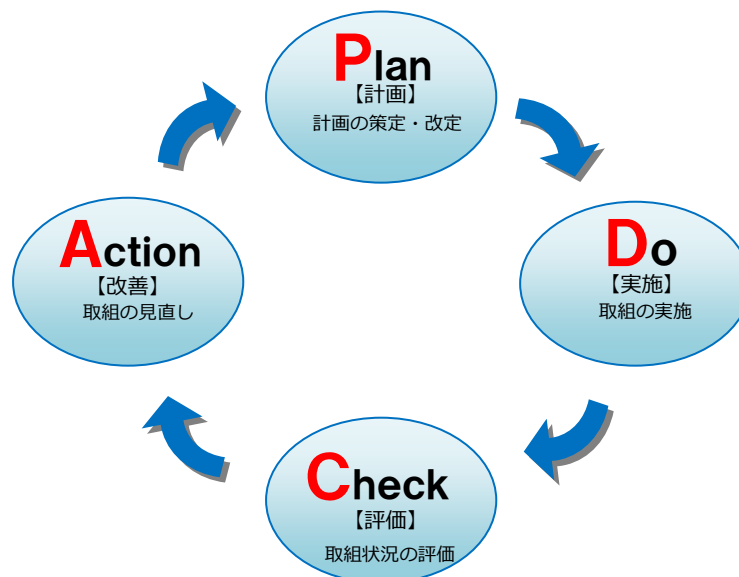 Plan
【計画】
計画の策定・改定
Action
【改善】
取組の見直し
Do
【実施】
取組の実施
Check
【評価】
取組状況の評価